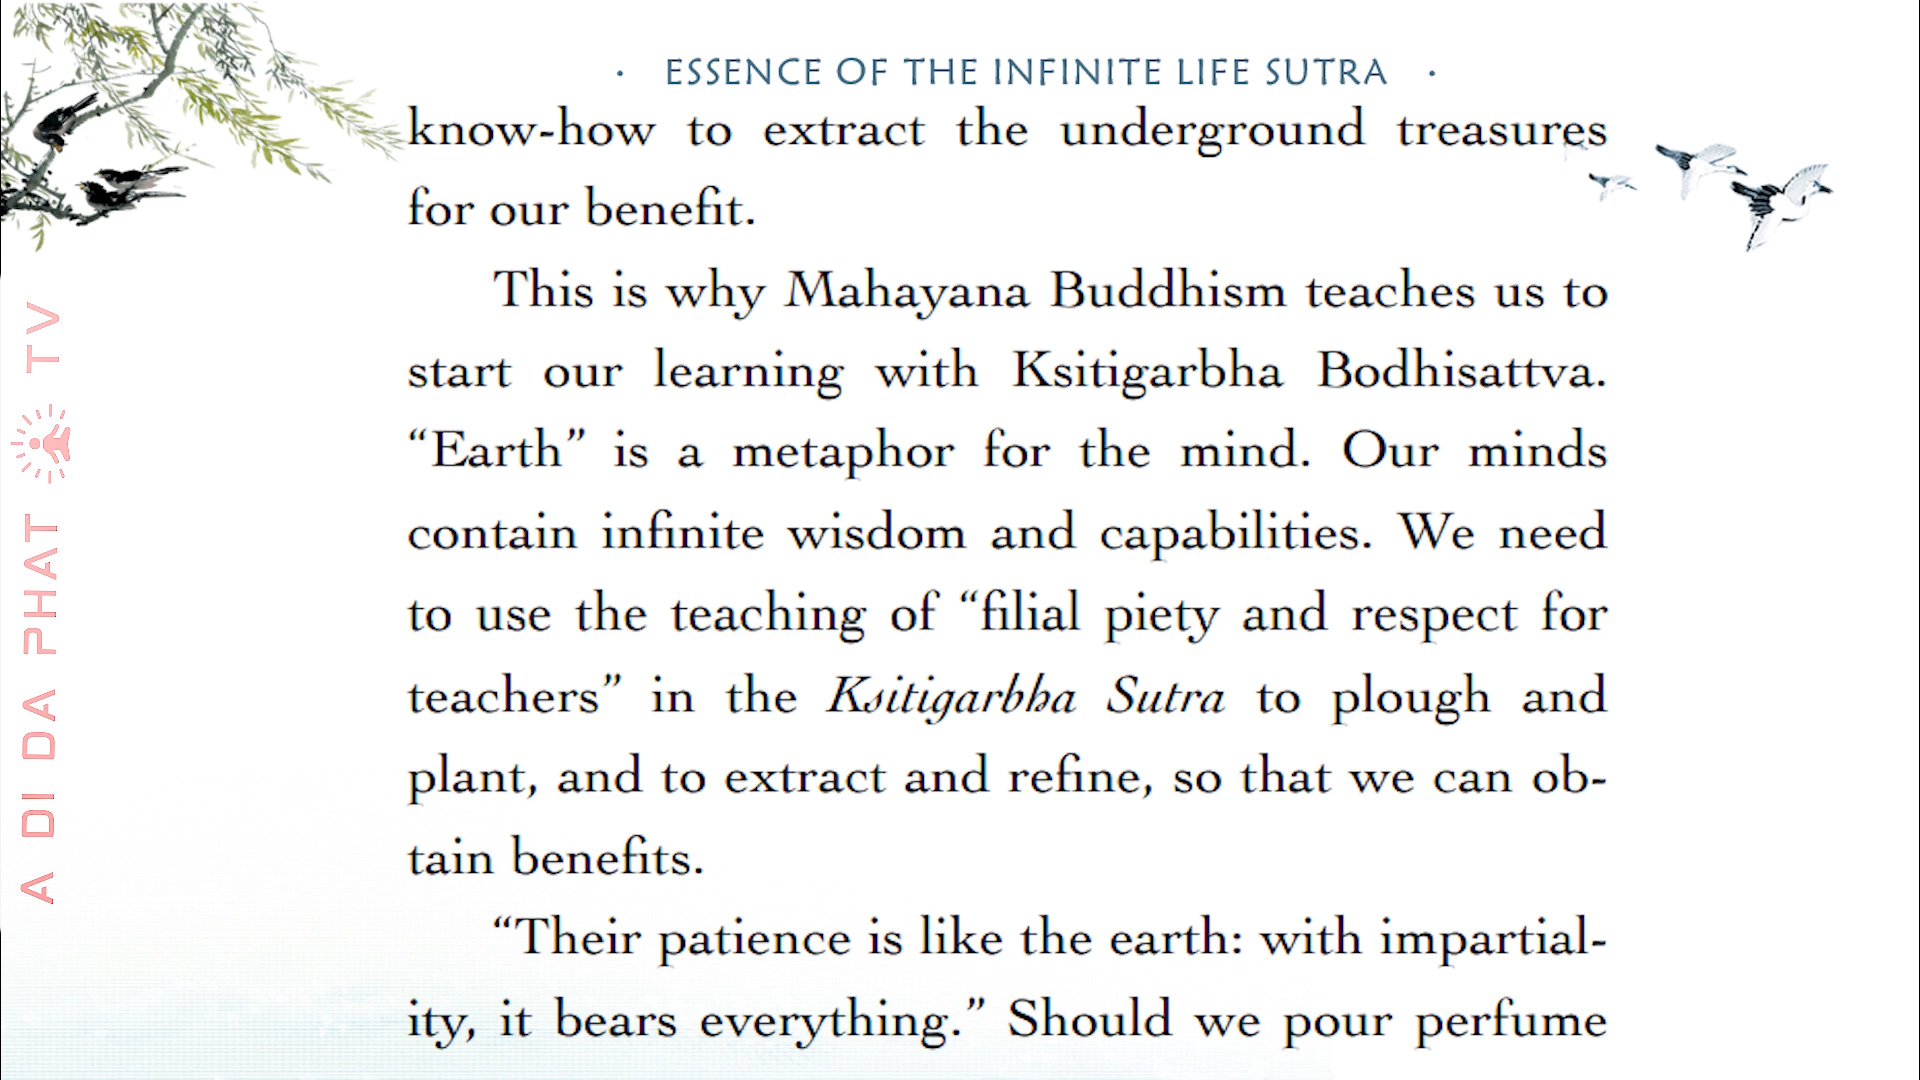 · ESSENCE OF THE INFINITE LIFE SUTRA ·
know-how to extract the underground treasures
for our benefit.
This is why Mahayana Buddhism teaches us to
start our learning with Ksitigarbha Bodhisattva.
“Earth” is a metaphor for the mind. Our minds
contain infinite wisdom and capabilities. We need
to use the teaching of “filial piety and respect for
teachers” in the Ksitigarbha Sutra to plough and
plant, and to extract and refine, so that we can ob-
tain benefits.
“Their patience is like the earth: with impartial-
ity, it bears everything.” Should we pour perfume
A DI DA PHAT TV